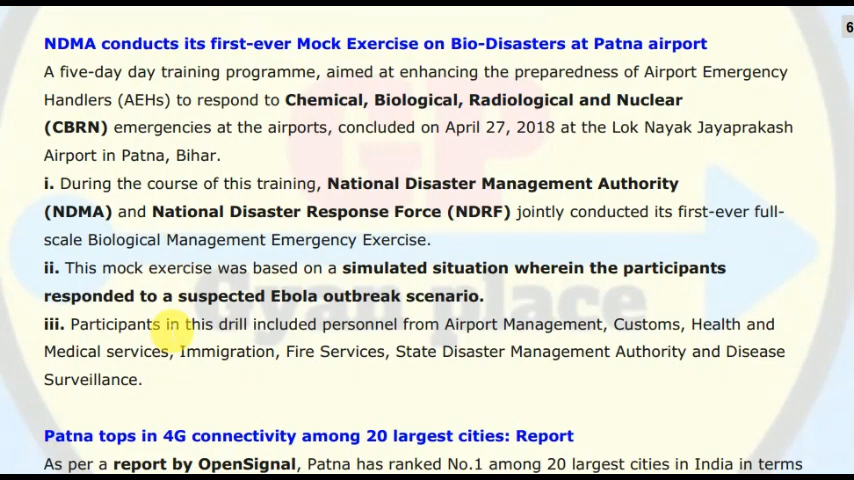 6
NDMA conducts its first-ever Mock Exercise on Bio-Disasters at Patna airport
A five-day day training programme, aimed at enhancing the preparedness of Airport Emergency
Handlers (AEHs) to respond to Chemical, Biological, Radiological and Nuclear
(CBRN) emergencies at the airports, concluded on April 27, 2018 at the Lok Nayak Jayaprakash
Airport in Patna, Bihar.
i. During the course of this training, National Disaster Management Authority
(NDMA) and National Disaster Response Force (NDRF) jointly conducted its first-ever full-
scale Biological Management Emergency Exercise.
ii. This mock exercise was based on a simulated situation wherein the participants
responded to a suspected Ebola outbreak scenario.
iii. Participants in this drill included personnel from Airport Management, Customs, Health and
Medical services, Immigration, Fire Services, State Disaster Management Authority and Disease
Surveillance.
Patna tops in 4G connectivity among 20 largest cities: Report
As per a report by OpenSignal, Patna has ranked No.1 among 20 largest cities in India in terms
GP
Gyan place